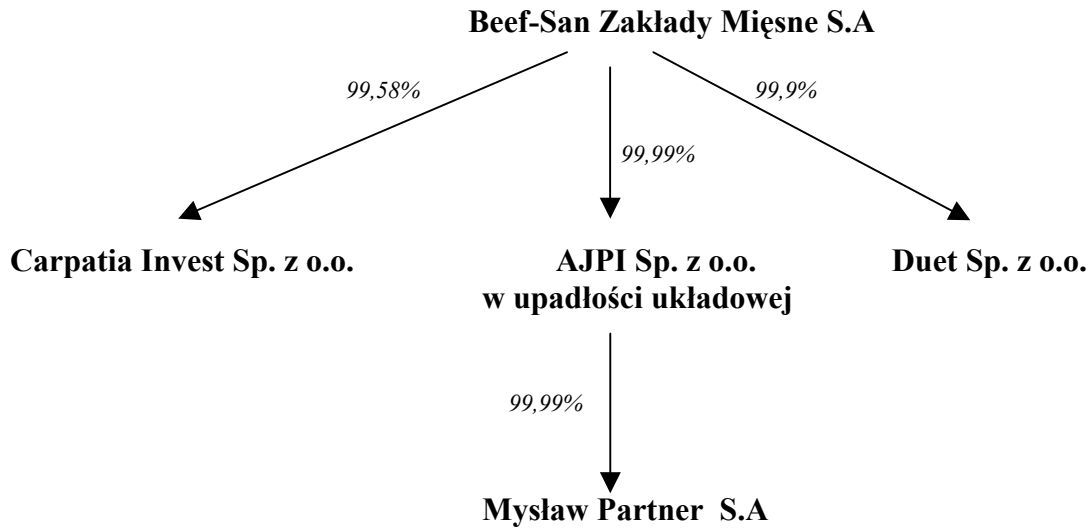 Beef-San Zakłady Mięsne S.A
99,58%
99,99%
99,9%
Carpatia Invest Sp. z o.o.
AJPI Sp. z o.o.
w upadłości układowej
Duet Sp. z o.o.
99,99%
Mysław Partner S.A